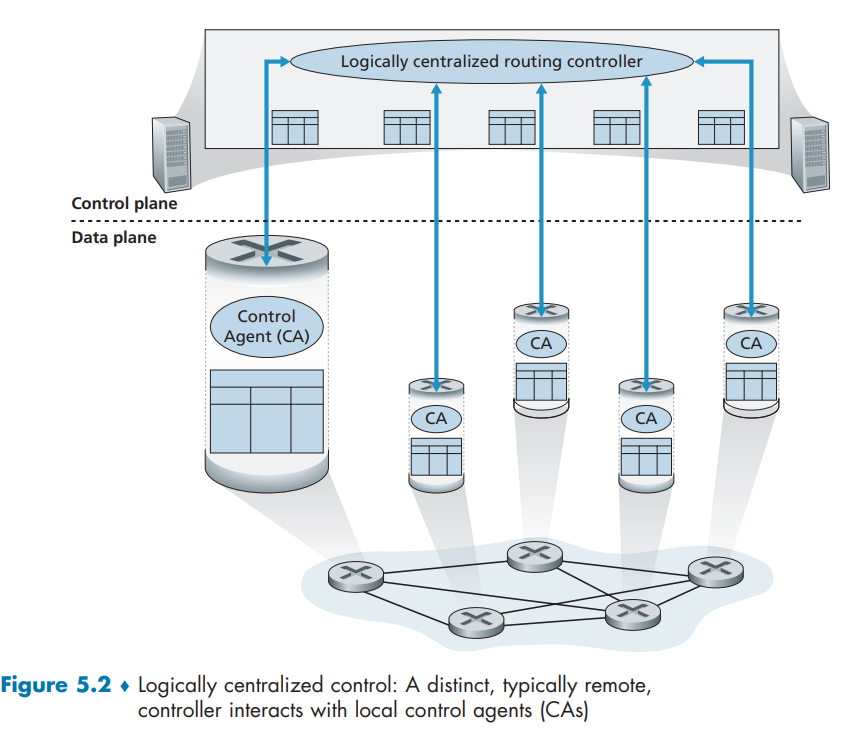 Logically centralized routing controller
Control plane
Data plane
Control
Agent (CA)
CA
CA
CA
CA
Figure 5.2 ♦ Logically centralized control: A distinct, typically remote,
controller interacts with local control agents (CAs)